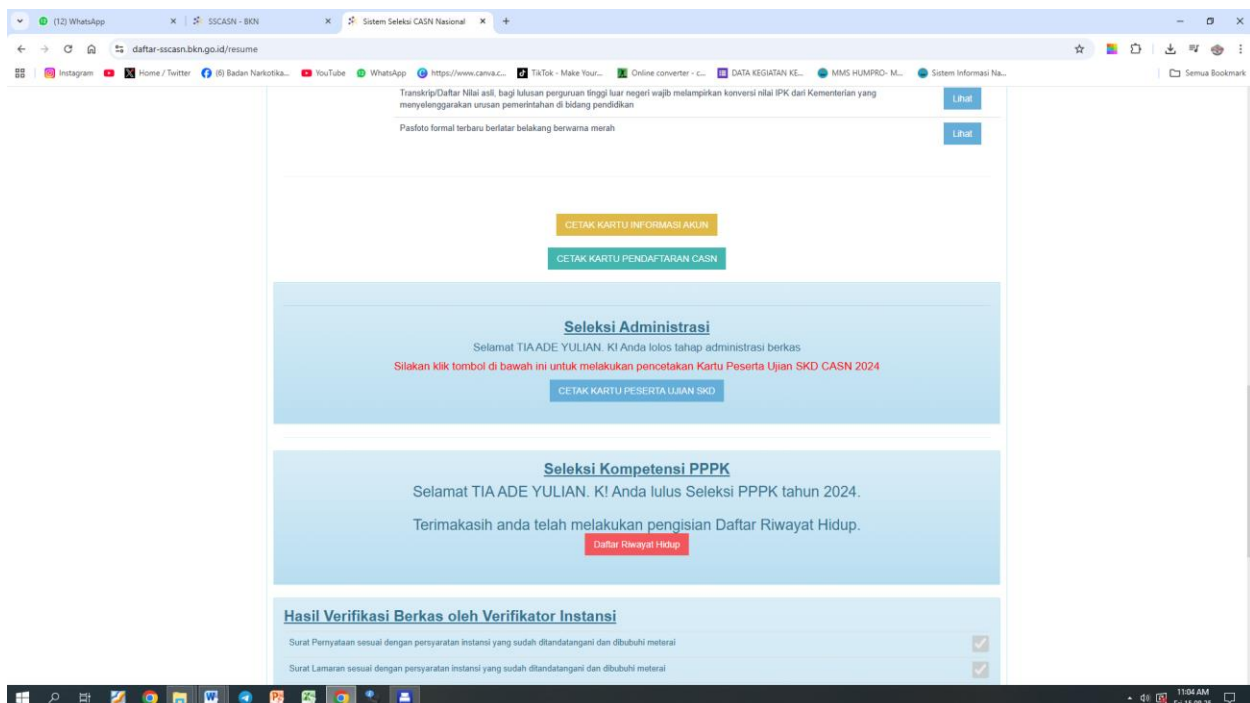 (12) WhatsApp
SSCASN - BKN
Sistem Seleksi CASN Nasional
daftar-sscasn.bkn.go.id/resume
Instagram
Home / Twitter
(6) Badan Narkotika...
YouTube
WhatsApp
https://www.canva.c...
TikTok - Make Your...
Online converter - c...
DATA KEGIATAN KE...
MMS HUMPRO- M...
Sistem Informasi Na...
Semua Bookmark
Transkrip/Daftar Nilai asli, bagi lulusan perguruan tinggi luar negeri wajib melampirkan konversi nilai IPK dari Kementerian yang
menyelenggarakan urusan pemerintahan di bidang pendidikan
Lihat
Pasfoto formal terbaru berlatar belakang berwarna merah
Lihat
CETAK KARTU INFORMASI AKUN
CETAK KARTU PENDAFTARAN CASN
Seleksi Administrasi
Selamat TIA ADE YULIAN. K! Anda lolos tahap administrasi berkas
Silakan klik tombol di bawah ini untuk melakukan pencetakan Kartu Peserta Ujian SKD CASN 2024
CETAK KARTU PESERTA UJIAN SKD
Seleksi Kompetensi PPPK
Selamat TIA ADE YULIAN. K! Anda lulus Seleksi PPPK tahun 2024.
Terimakasih anda telah melakukan pengisian Daftar Riwayat Hidup.
Daftar Riwayat Hidup
Hasil Verifikasi Berkas oleh Verifikator Instansi
Surat Pernyataan sesuai dengan persyaratan instansi yang sudah ditandatangani dan dibubuhi meterai
Surat Lamaran sesuai dengan persyaratan instansi yang sudah ditandatangani dan dibubuhi meterai
11:04 AM